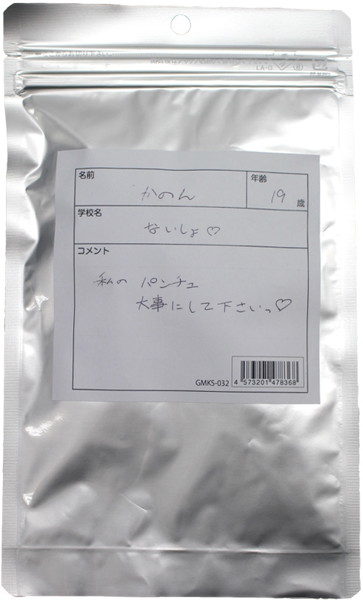 名前
かのん
年齢
19 歳
学校名
ないしょ♡
コメント
私の パンチュ
大事にして下さいっ♡
GMKS-032
4 573201 478368